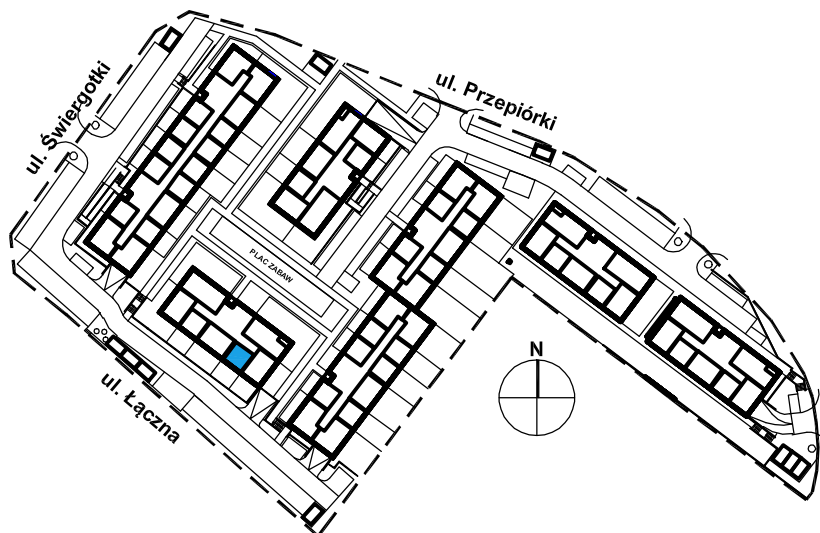 ul. Przepiórki
ul. Świergotki
PLAC ZABAW
N
ul. Łączna